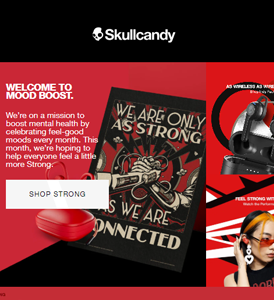 Skullcandy
WELCOME TO
MOOD BOOST.
We're on a mission to
boost mental health by
celebrating feel-good
moods every month. This
month, we're hoping to
help everyone feel a little
more Strong.
SHOP STRONG
WE ARE ONLY
AS STRONG
AS WE ARE
CONNECTED
AS WIRELESS AS
FEEL STRONG